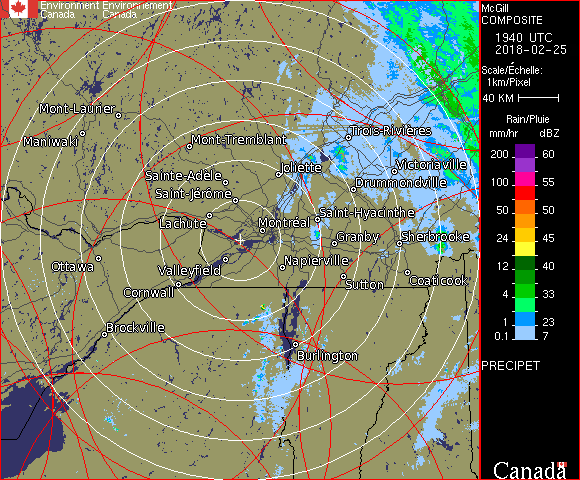 Environment Environnement
Canada Canada
McGill
COMPOSITE
1940 UTC
2018-02-25
Scale/Échelle:
1km/Pixel
40 KM
Rain/Pluie
mm/hr dBZ
200 60
100 55
50 50
24 45
12 40
4 33
1 23
0.1 7
PRECIPET
Canada
Mont-Laurier
Maniwaki
Mont-Tremblant
Trois-Rivières
Joliette
Victoriaville
Sainte-Adèle
Drummondville
Saint-Jérôme
Lachute
Saint-Hyacinthe
Montréal
Granby
Sherbrooke
Ottawa
Valleyfield
Napierville
Cornwall
Sutton
Coaticook
Brockville
Burlington